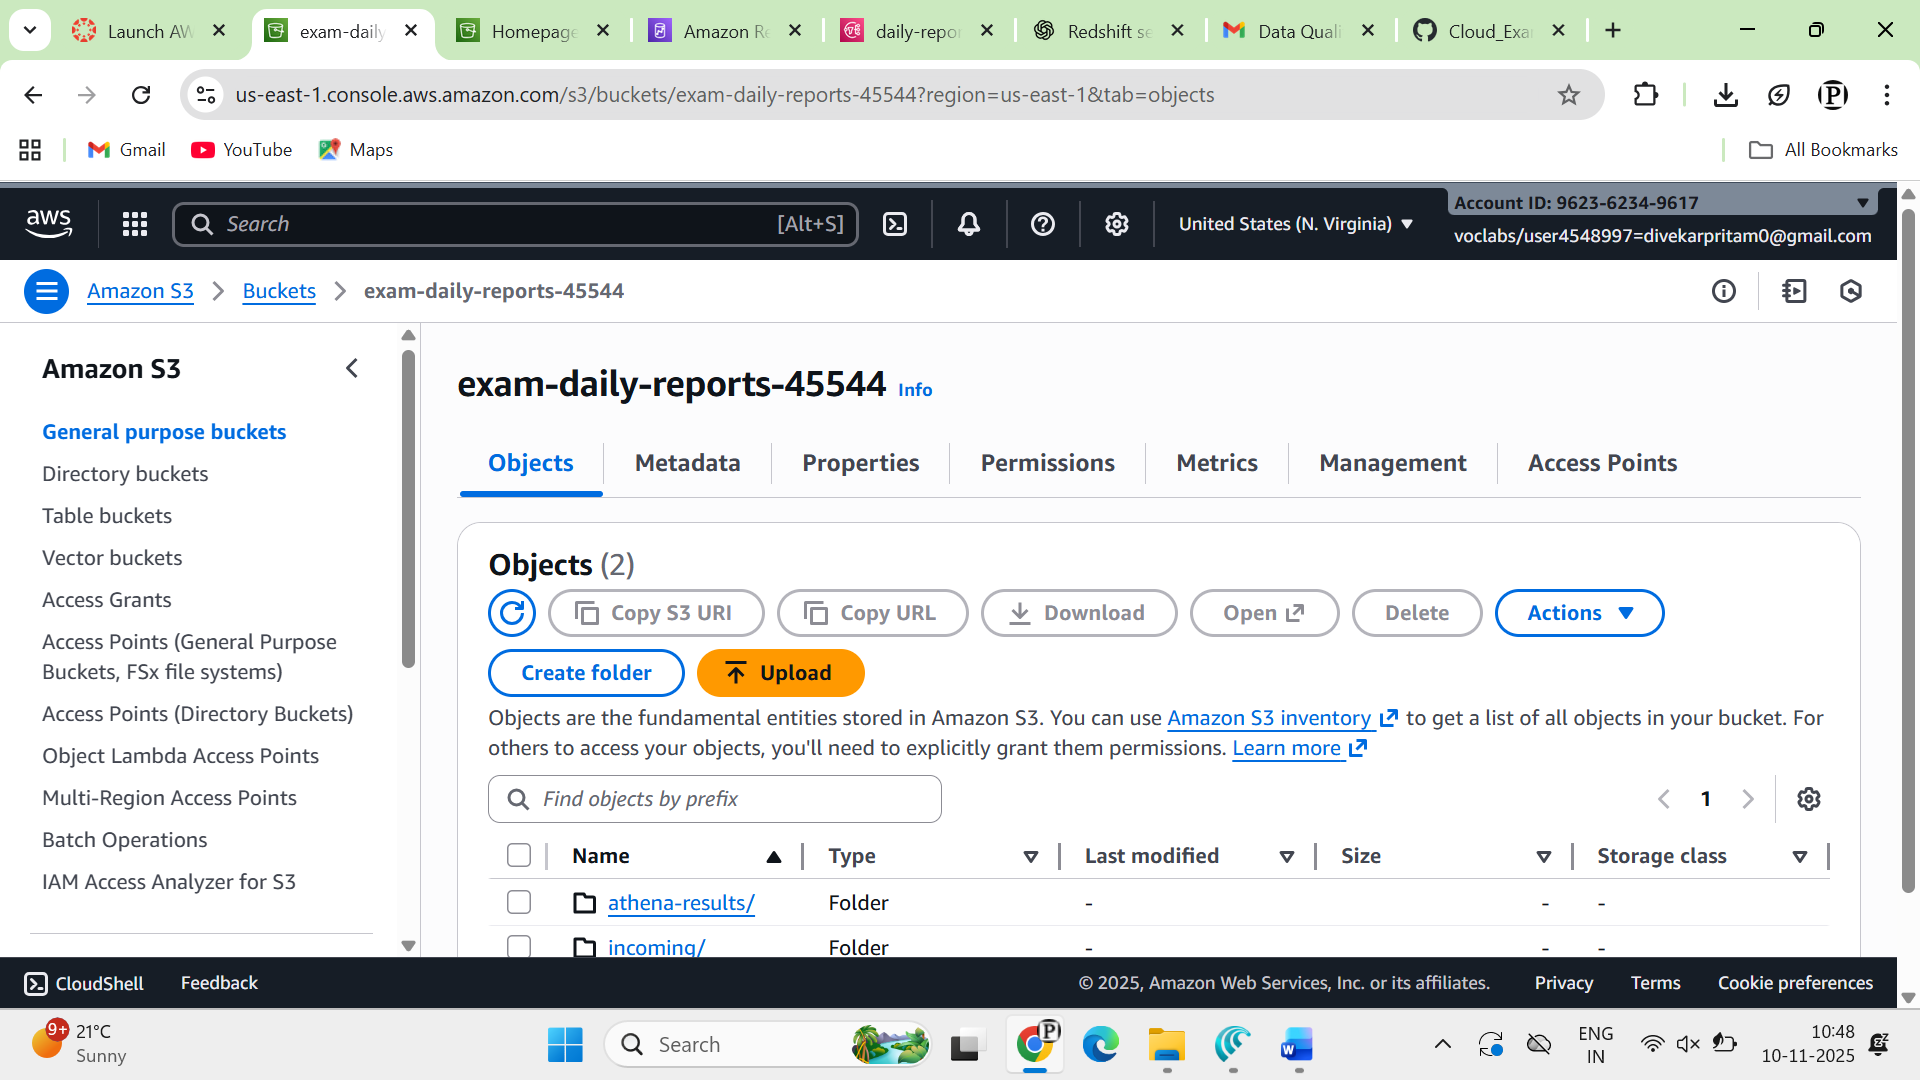 Launch AW
exam-daily
Homepage
Amazon Re
daily-repor
Redshift se
Data Quali
Cloud_Exa
us-east-1.console.aws.amazon.com/s3/buckets/exam-daily-reports-45544?region=us-east-1&tab=objects
P
Gmail
YouTube
Maps
All Bookmarks
aws
Search
[Alt+S]
United States (N. Virginia)
Account ID: 9623-6234-9617
voclabs/user4548997=divekarpritam0@gmail.com
Amazon S3
Buckets
exam-daily-reports-45544
Amazon S3
General purpose buckets
Directory buckets
Table buckets
Vector buckets
Access Grants
Access Points (General Purpose
Buckets, FSx file systems)
Access Points (Directory Buckets)
Object Lambda Access Points
Multi-Region Access Points
Batch Operations
IAM Access Analyzer for S3
exam-daily-reports-45544 Info
Objects
Metadata
Properties
Permissions
Metrics
Management
Access Points
Objects (2)
Copy S3 URI
Copy URL
Download
Open
Delete
Actions
Create folder
Upload
Objects are the fundamental entities stored in Amazon S3. You can use Amazon S3 inventory to get a list of all objects in your bucket. For
others to access your objects, you'll need to explicitly grant them permissions. Learn more
Find objects by prefix
1
Name Type Last modified Size Storage class
athena-results/ Folder - - -
incoming/ Folder - - -
CloudShell
Feedback
© 2025, Amazon Web Services, Inc. or its affiliates.
Privacy
Terms
Cookie preferences
9+
21°C
Sunny
Search
P
W
ENG
IN
10:48
10-11-2025